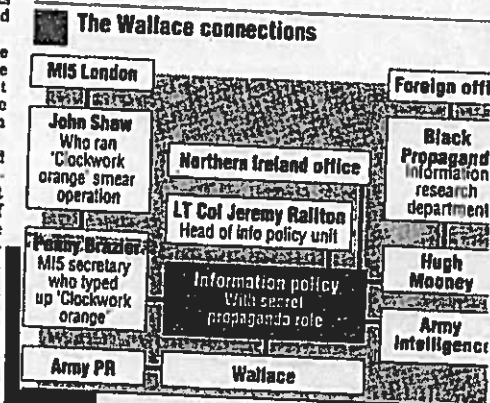 The Wallace connections
MI5 London
John Shaw
Who ran
'Clockwork
orange' smear
operation
Penny Brazier
MI5 secretary
who typed
up 'Clockwork
orange'
Army PR
Northern Ireland office
LT Col Jeremy Railton
Head of info policy unit
Information policy
With secret
propaganda role
Wallace
Foreign offi
Black
Propagand
Information
research
department
Hugh
Mooney
Army
Intelligence